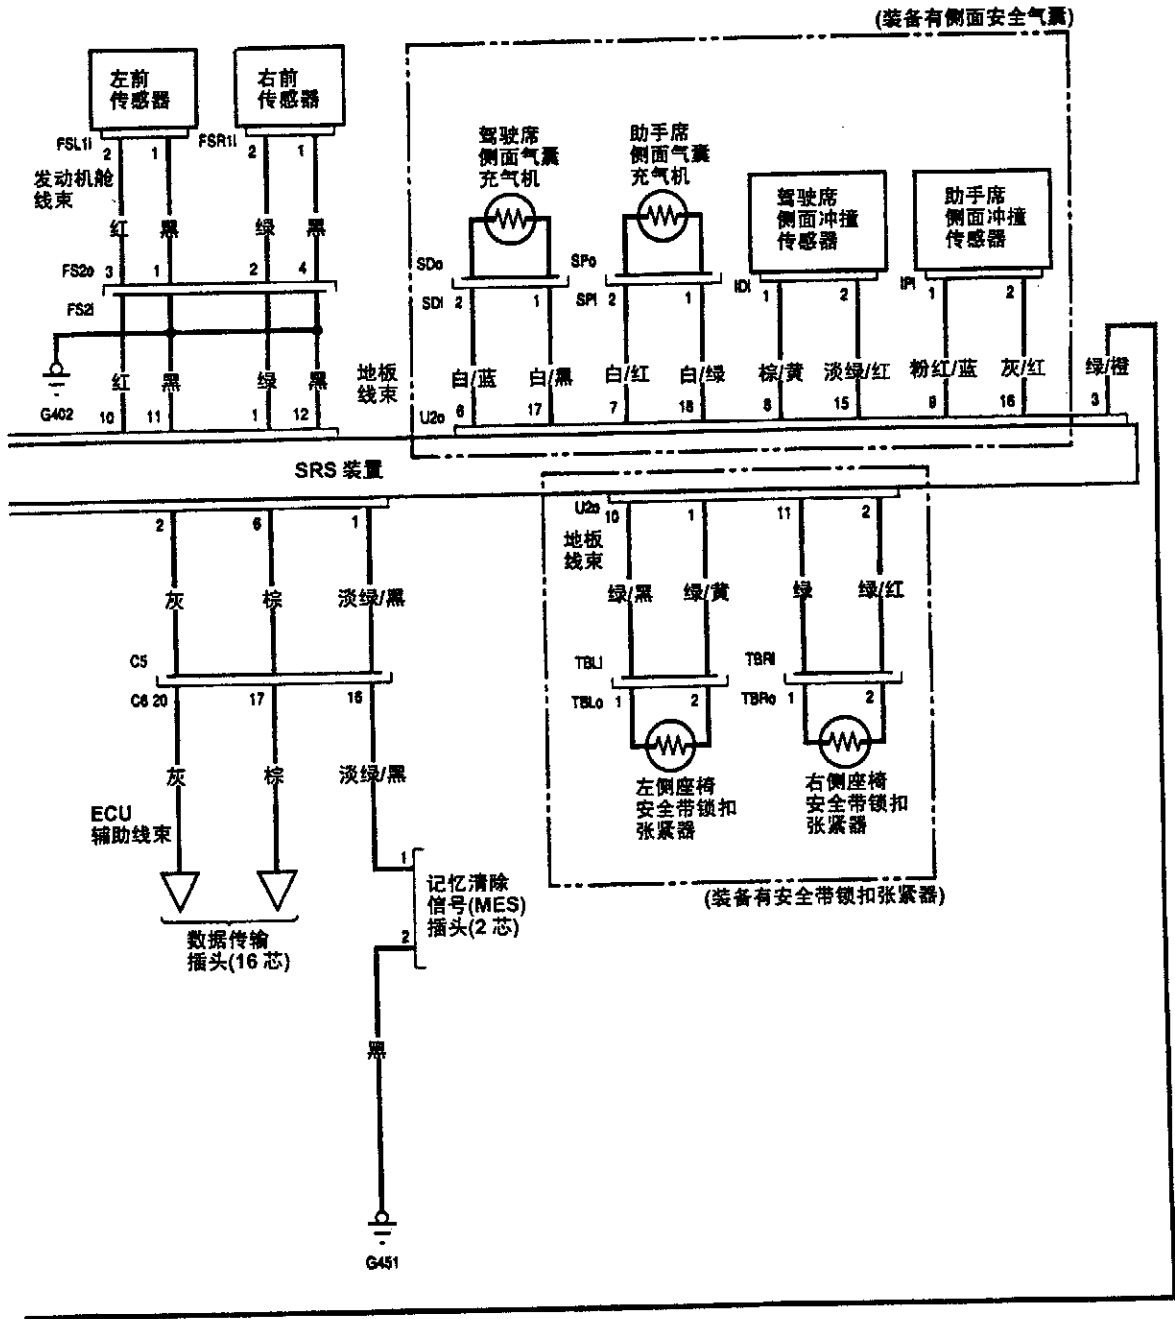 (装备有侧面安全气囊)
左前
传感器
右前
传感器
FSL1i
2
1
FSR1i
2
1
发动机舱
线束
红
黑
绿
黑
FS2o
3
1
2
4
FS2i
红
黑
绿
黑
G402
10
11
1
12
驾驶席
侧面气囊
充气机
助手席
侧面气囊
充气机
驾驶席
侧面冲撞
传感器
助手席
侧面冲撞
传感器
SDo
SDi
2
1
SPo
SPi
2
1
IDi
1
2
IPi
1
2
地板
线束
白/蓝
白/黑
白/红
白/绿
棕/黄
淡绿/红
粉红/蓝
灰/红
绿/橙
U2o
6
17
7
18
8
15
9
16
3
SRS 装置
2
6
1
灰
棕
淡绿/黑
C5
C6
20
17
16
灰
棕
淡绿/黑
ECU
辅助线束
数据传输
插头(16 芯)
1
2
记忆清除
信号(MES)
插头(2 芯)
黑
G451
U2o
10
1
11
2
地板
线束
绿/黑
绿/黄
绿
绿/红
TBLi
TBLo
1
2
TBRi
TBRo
1
2
左侧座椅
安全带锁扣
张紧器
右侧座椅
安全带锁扣
张紧器
(装备有安全带锁扣张紧器)